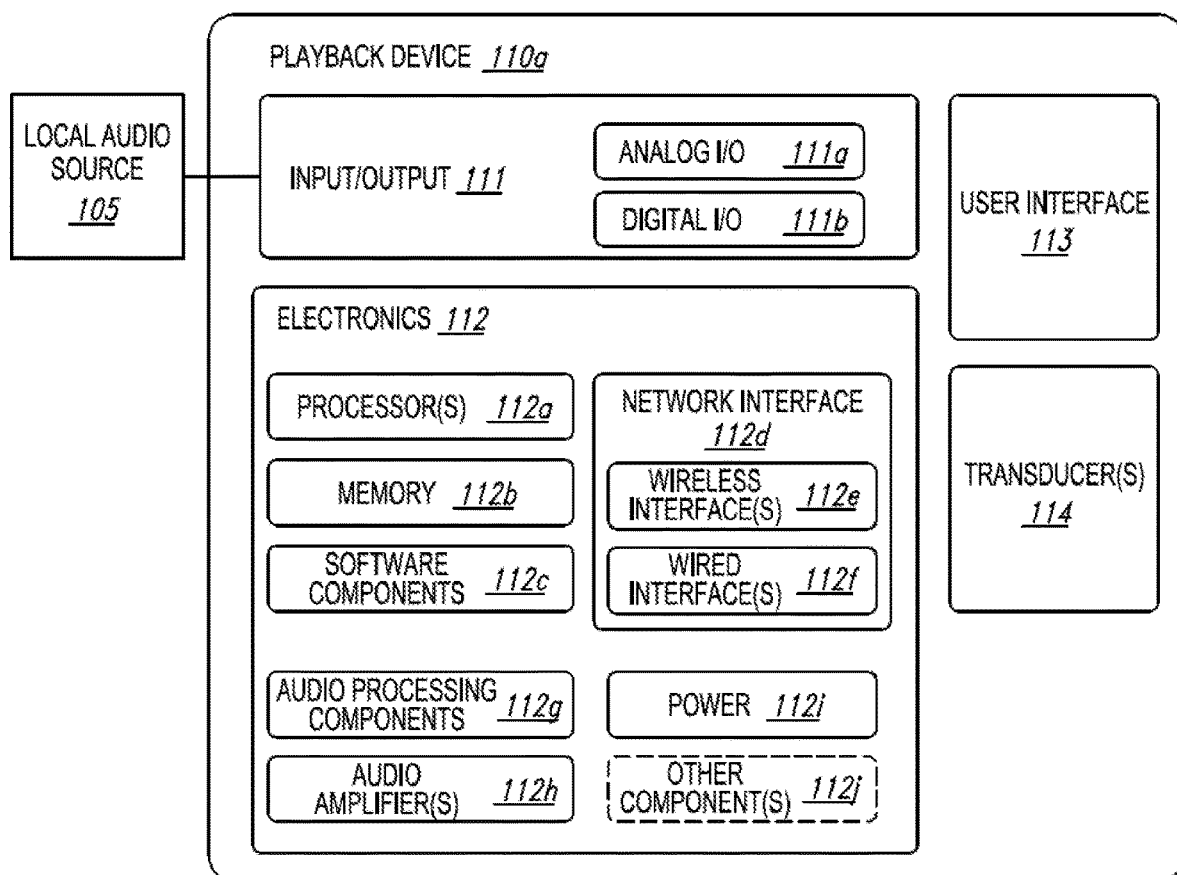 PLAYBACK DEVICE 110a
LOCAL AUDIO
SOURCE
105
INPUT/OUTPUT 111
ANALOG I/O 111a
DIGITAL I/O 111b
USER INTERFACE
113
ELECTRONICS 112
PROCESSOR(S) 112a
MEMORY 112b
SOFTWARE
COMPONENTS 112c
NETWORK INTERFACE
112d
WIRELESS
INTERFACE(S) 112e
WIRED
INTERFACE(S) 112f
TRANSDUCER(S)
114
AUDIO PROCESSING
COMPONENTS 112g
AUDIO
AMPLIFIER(S) 112h
POWER 112i
OTHER
COMPONENT(S) 112j